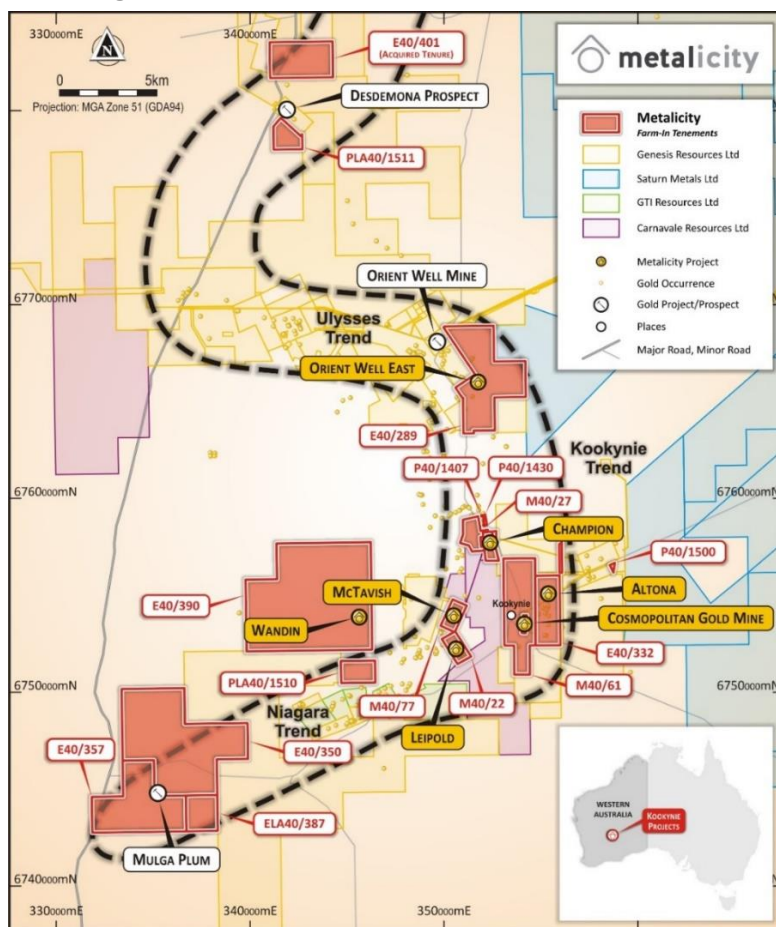 330000mE
340000mE
E40/401
(ACQUIRED TENURE)
metalicity
N
0 5km
Projection: MGA Zone 51 (GDA94)
DESDEMONA PROSPECT
PLA40/1511
Metalicity
Farm-In Tenements
Genesis Resources Ltd
Saturn Metals Ltd
GTI Resources Ltd
Carnavale Resources Ltd
Metalicity Project
Gold Occurrence
Gold Project/Prospect
Places
Major Road, Minor Road
ORIENT WELL MINE
6770000mN
Ulysses
Trend
ORIENT WELL EAST
E40/289
Kookynie
Trend
P40/1407
P40/1430
M40/27
6760000mN
6760000mN
CHAMPION
P40/1500
MCTAVISH
E40/390
Kookynie
ALTONA
WANDIN
COSMOPOLITAN GOLD MINE
E40/332
PLA40/1510
M40/61
6750000mN
6750000mN
M40/77
M40/22
Niagara
Trend
LEIPOLD
E40/357
E40/350
ELA40/387
MULGA PLUM
WESTERN
AUSTRALIA
KOOKYNIE
PROJECTS
6740000mN
330000mE
340000mE
350000mE